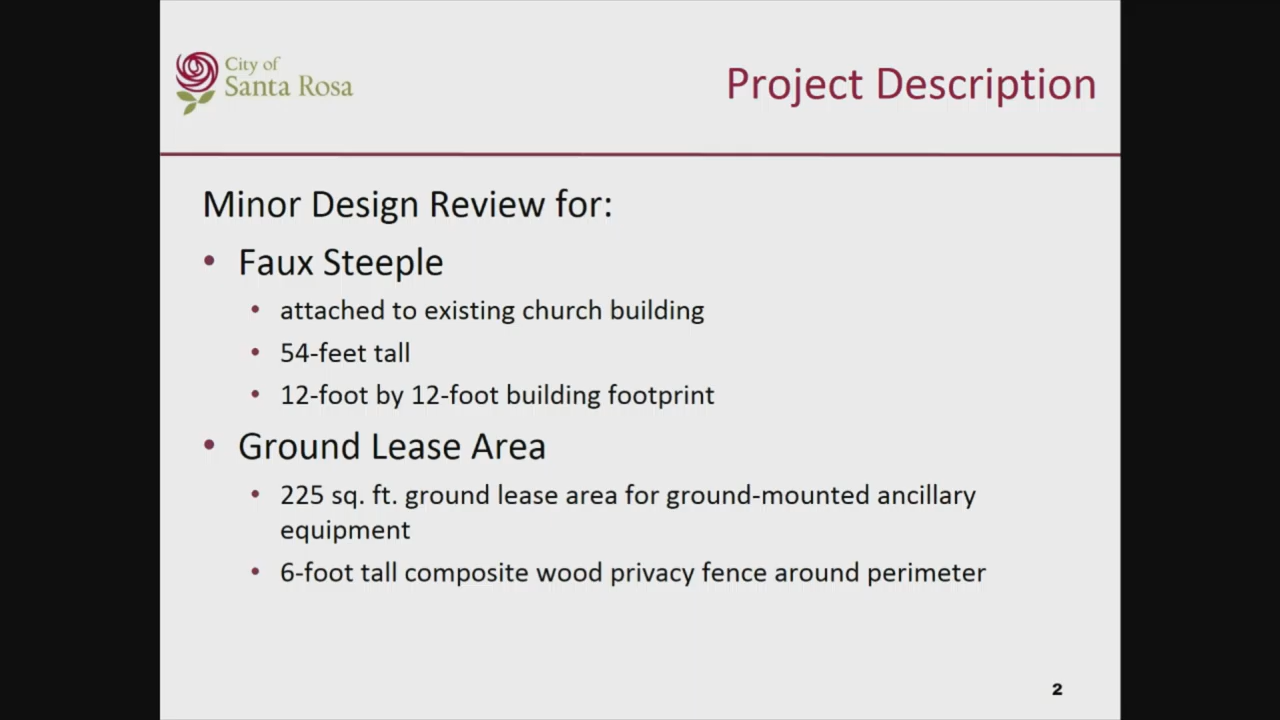 City of
Santa Rosa
Project Description
Minor Design Review for:
• Faux Steeple
• attached to existing church building
• 54-feet tall
• 12-foot by 12-foot building footprint
• Ground Lease Area
• 225 sq. ft. ground lease area for ground-mounted ancillary
equipment
• 6-foot tall composite wood privacy fence around perimeter
2